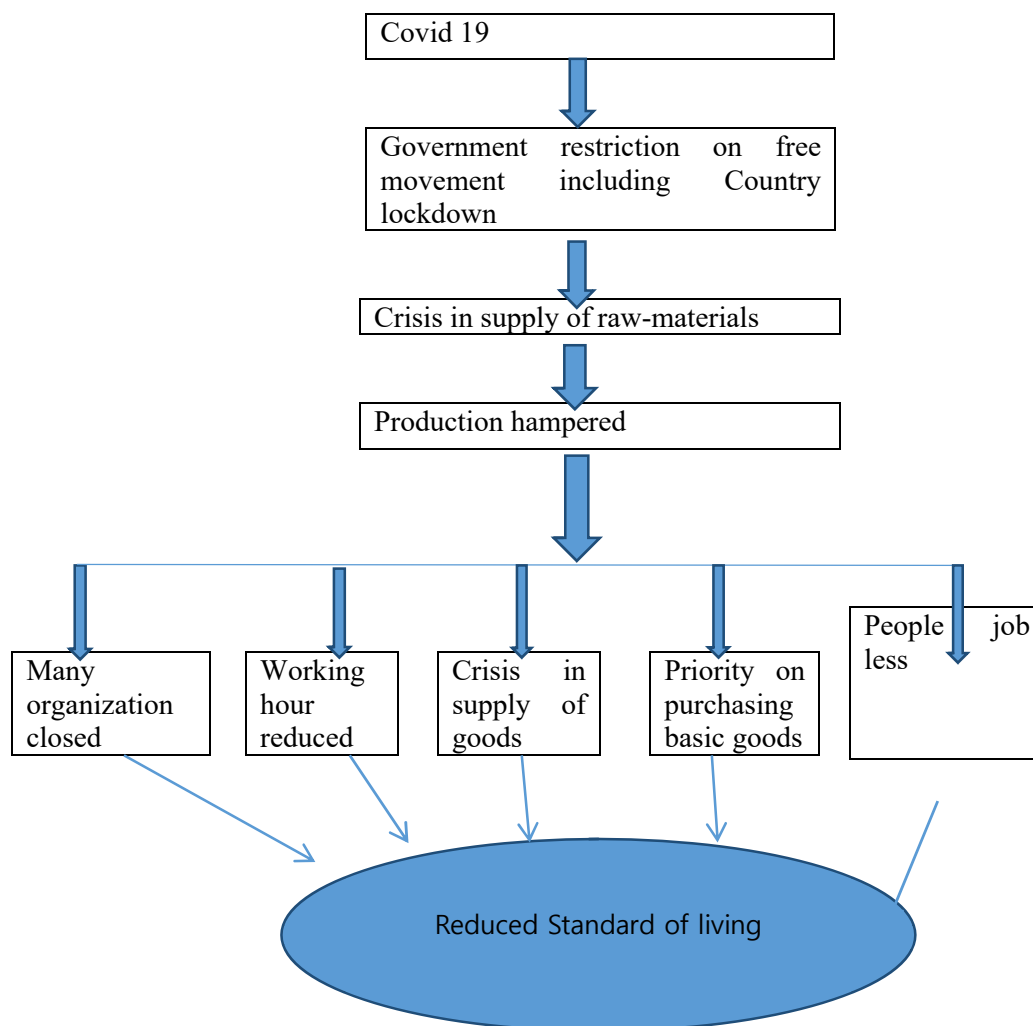 Covid 19
Government restriction on free
movement including Country
lockdown
Crisis in supply of raw-materials
Production hampered
Many
organization
closed
Working
hour
reduced
Crisis in
supply of
goods
Priority on
purchasing
basic goods
People job
less
Reduced Standard of living